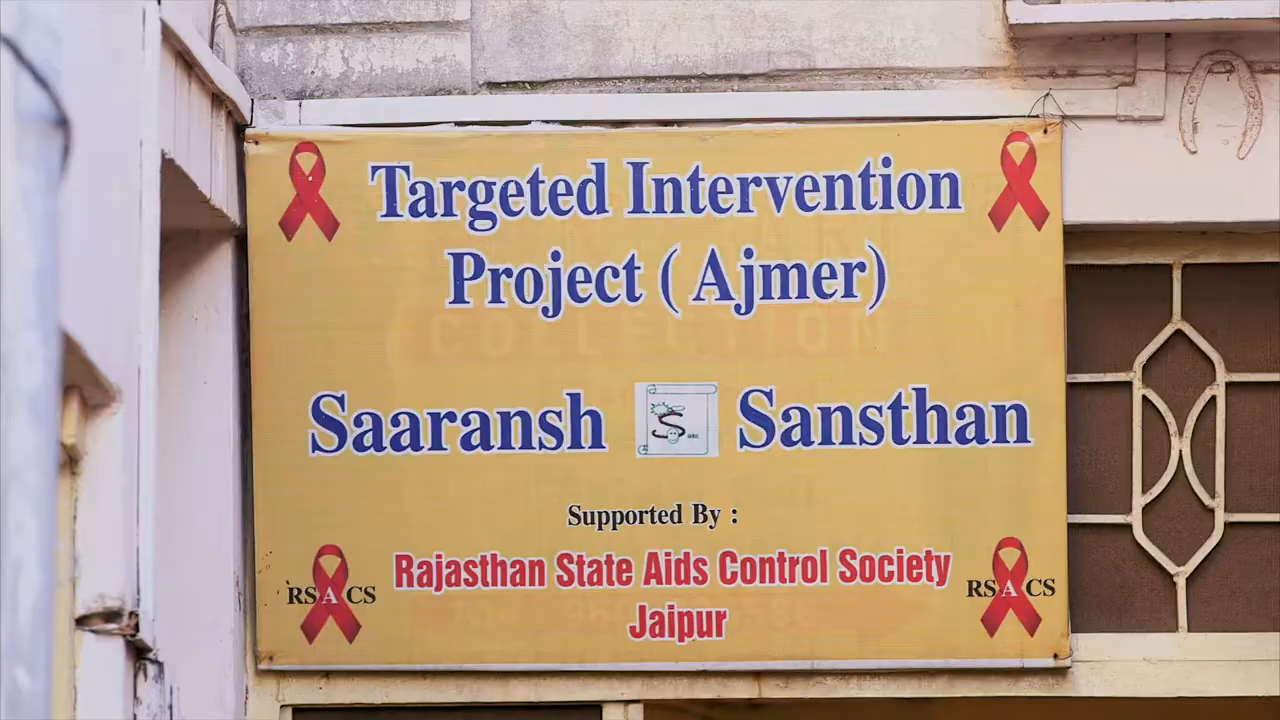 Targeted Intervention
Project ( Ajmer)
Saaransh Sansthan
Supported By :
Rajasthan State Aids Control Society
RSACS RSACS
Jaipur